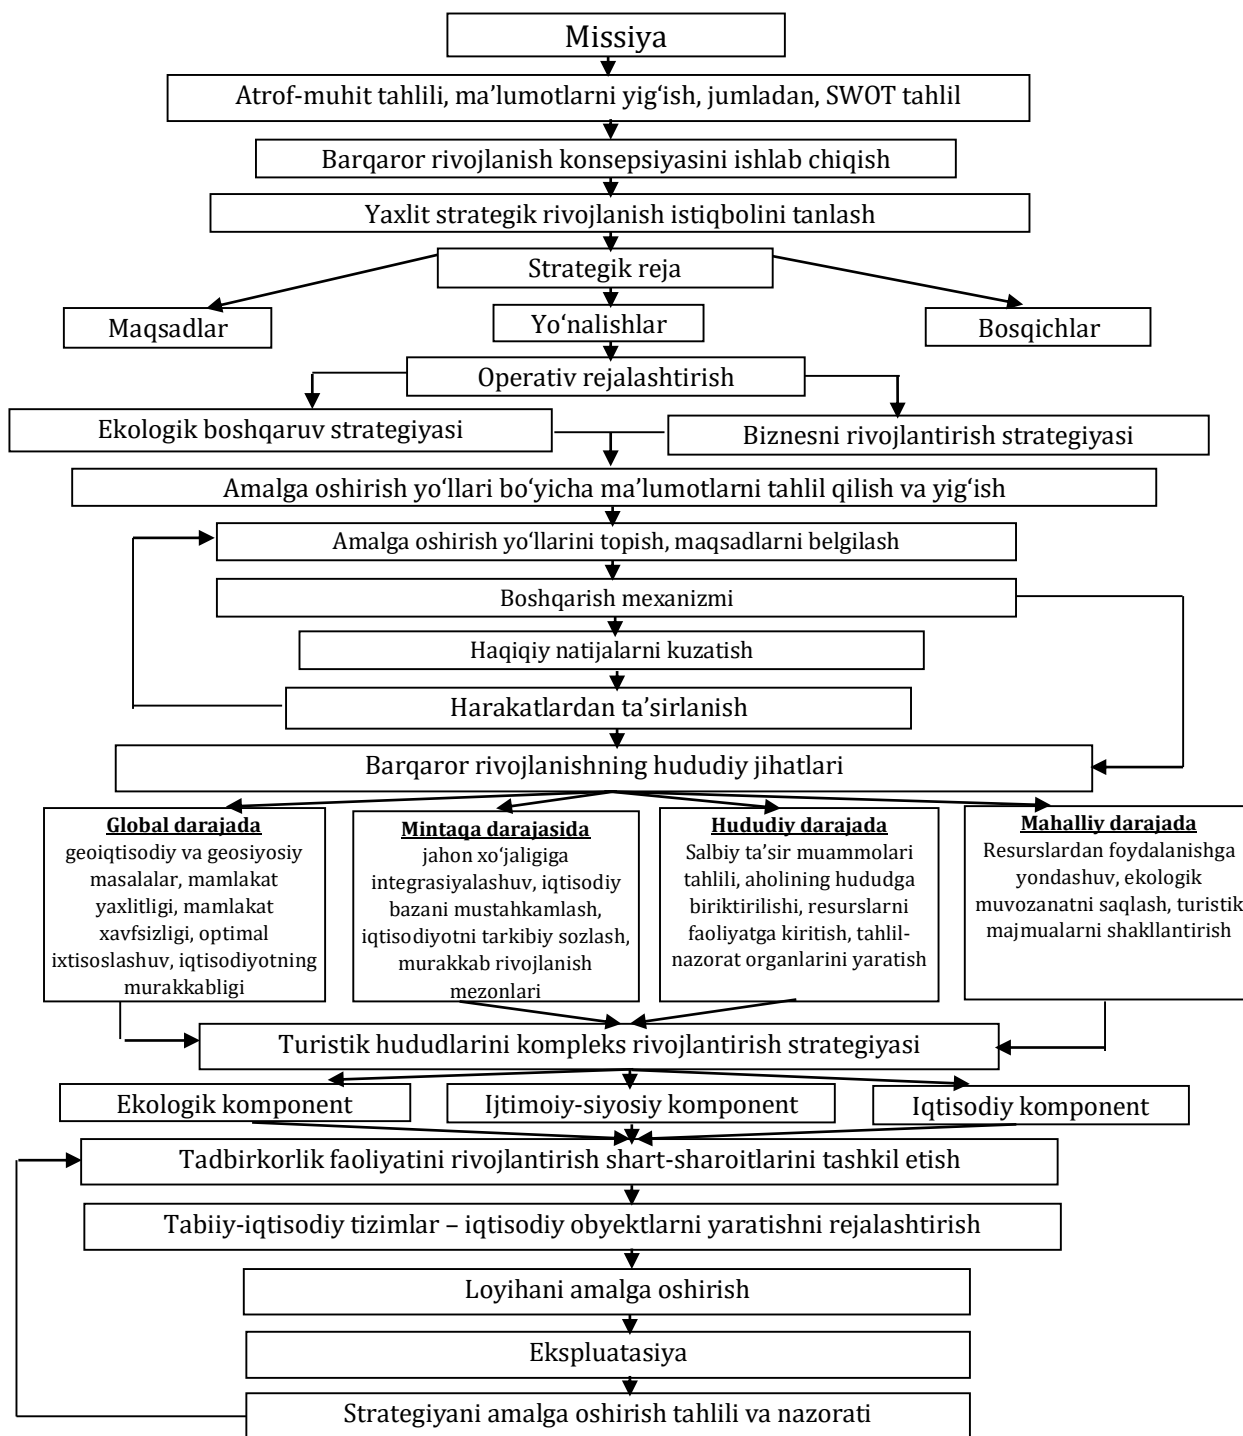 Missiya
Atrof-muhit tahlili, ma’lumotlarni yig‘ish, jumladan, SWOT tahlil
Barqaror rivojlanish konsepsiyasini ishlab chiqish
Yaxlit strategik rivojlanish istiqbolini tanlash
Strategik reja
Maqsadlar
Yo‘nalishlar
Bosqichlar
Operativ rejalashtirish
Ekologik boshqaruv strategiyasi
Biznesni rivojlantirish strategiyasi
Amalga oshirish yo‘llari bo‘yicha ma’lumotlarni tahlil qilish va yig‘ish
Amalga oshirish yo‘llarini topish, maqsadlarni belgilash
Boshqarish mexanizmi
Haqiqiy natijalarni kuzatish
Harakatlardan ta’sirlanish
Barqaror rivojlanishning hududiy jihatlari
Global darajada
geoiqtisodiy va geosiyosiy
masalalar, mamlakat
yaxlitligi, mamlakat
xavfsizligi, optimal
ixtisoslashuv, iqtisodiyotning
murakkabligi
Mintaqa darajasida
jahon xo‘jaligiga
integrasiyalashuv, iqtisodiy
bazani mustahkamlash,
iqtisodiyotni tarkibiy sozlash,
murakkab rivojlanish
mezonlari
Hududiy darajada
Salbiy ta’sir muammolari
tahlili, aholining hududga
biriktirilishi, resurslarni
faoliyatga kiritish, tahlil-
nazorat organlarini yaratish
Mahalliy darajada
Resurslardan foydalanishga
yondashuv, ekologik
muvozanatni saqlash, turistik
majmualarni shakllantirish
Turistik hududlarini kompleks rivojlantirish strategiyasi
Ekologik komponent
Ijtimoiy-siyosiy komponent
Iqtisodiy komponent
Tadbirkorlik faoliyatini rivojlantirish shart-sharoitlarini tashkil etish
Tabiiy-iqtisodiy tizimlar – iqtisodiy obyektlarni yaratishni rejalashtirish
Loyihani amalga oshirish
Ekspluatasiya
Strategiyani amalga oshirish tahlili va nazorati